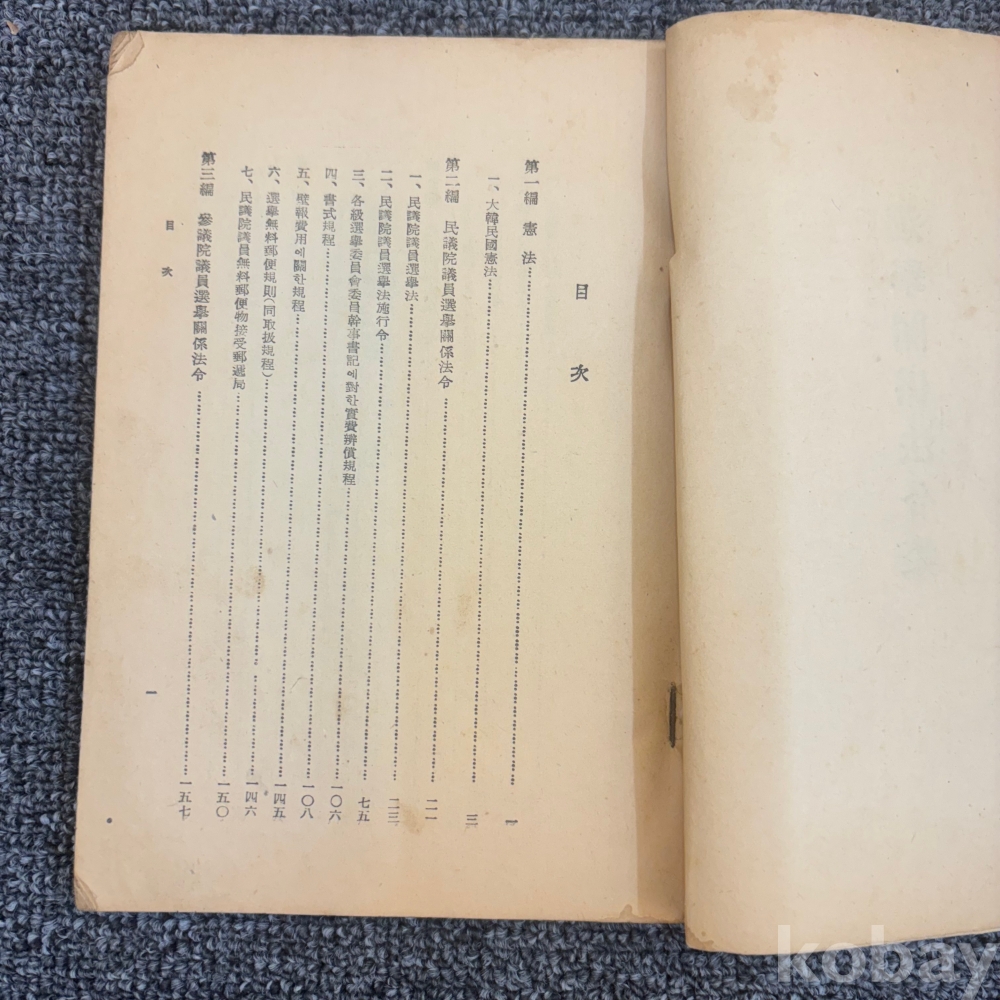 目次
第一編 憲法……一
一、大韓民國憲法……三
第二編 民議院議員選擧關係法令……二一
一、民議院議員選擧法……二三
二、民議院議員選擧法施行令……七五
三、各級選擧委員會委員幹事書記에對한實費辨償規程……一〇六
四、書式規程……一〇八
五、壁報費用에關한規程……一四五
六、選擧無料郵便規則(同取扱規程)……一四六
七、民議院議員無料郵便物接受郵遞局……一五〇
第三編 參議院議員選擧關係法令……一五七
目次
一
kobay